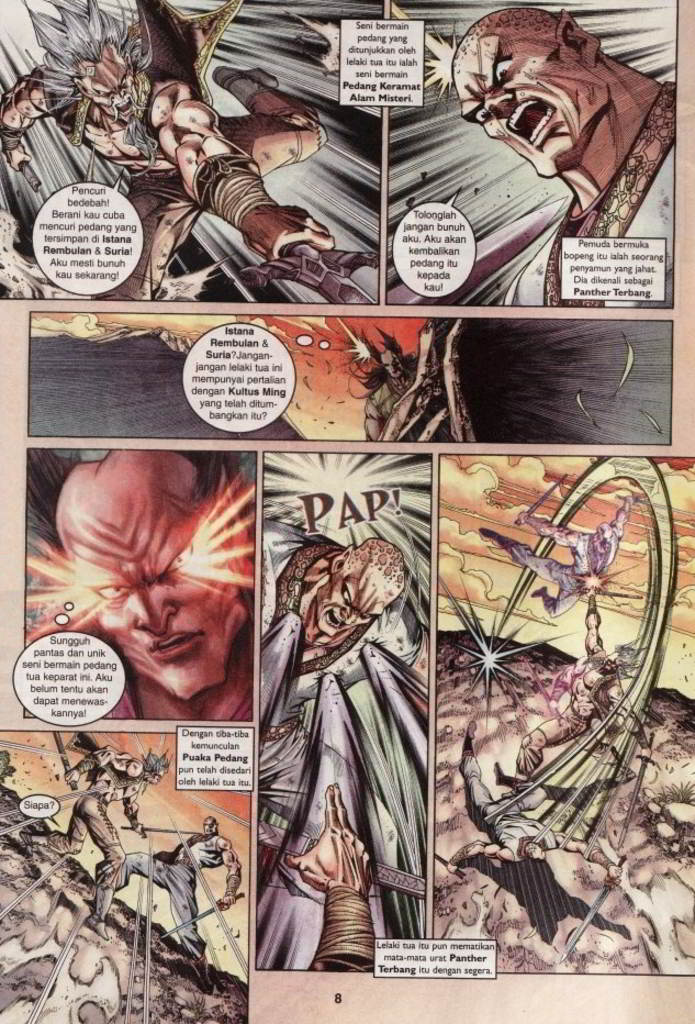 Seni bermain
pedang yang
ditunjukkan oleh
lelaki tua itu ialah
seni bermain
Pedang Keramat
Alam Misteri.
Pencuri
bedebah!
Berani kau cuba
mencuri pedang yang
tersimpan di Istana
Rembulan & Suria!
Aku mesti bunuh
kau sekarang!
Tolonglah
jangan bunuh
aku. Aku akan
kembalikan
pedang itu
kepada
kau!
Pemuda bermuka
bopeng itu ialah seorang
penyamun yang jahat.
Dia dikenali sebagai
Panther Terbang.
Istana
Rembulan &
Suria?Jangan-
jangan lelaki tua ini
mempunyai pertalian
dengan Kultus Ming
yang telah ditum-
bangkan itu?
Sungguh
pantas dan unik
seni bermain pedang
tua keparat ini. Aku
belum tentu akan
dapat menewas-
kannya!
Dengan tiba-tiba
kemunculan
Puaka Pedang
pun telah disedari
oleh lelaki tua itu.
Siapa?
PAP!
Lelaki tua itu pun mematikan
mata-mata urat Panther
Terbang itu dengan segera.
8